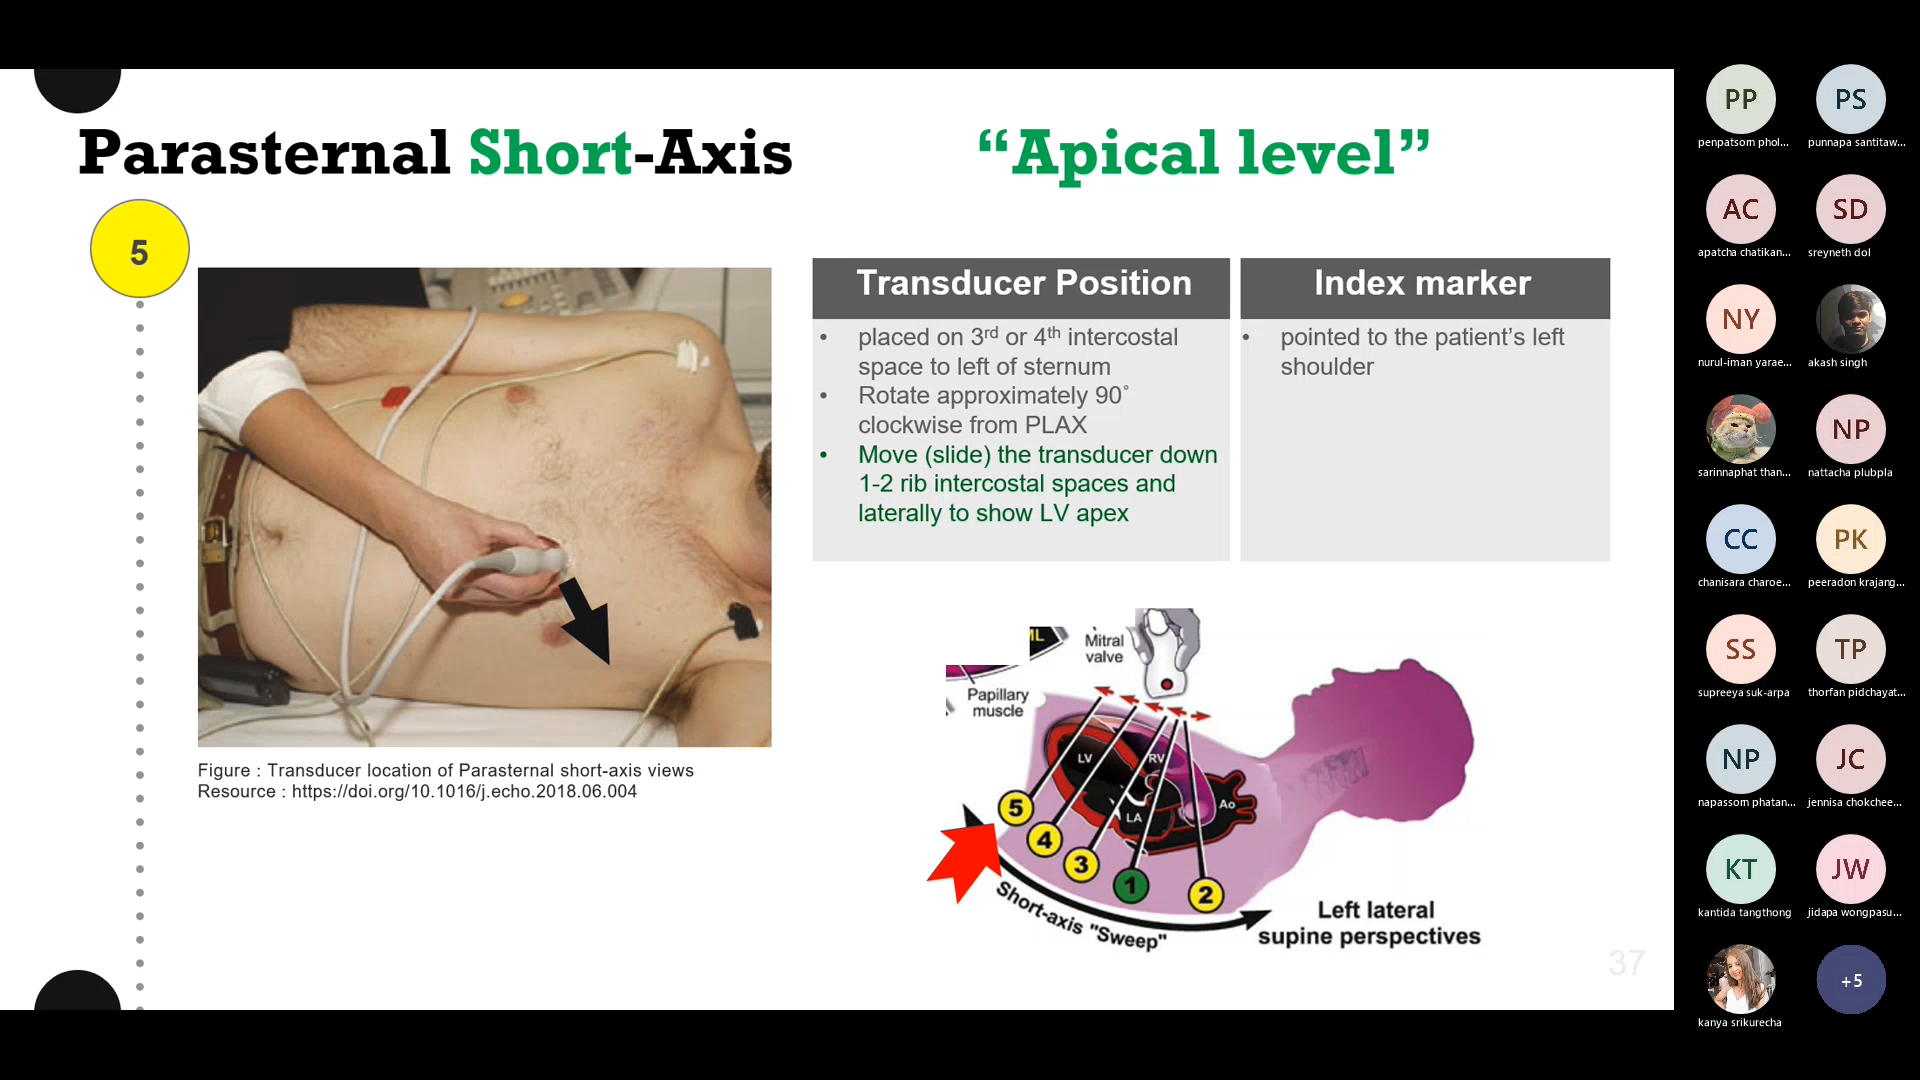 Parasternal Short-Axis
“Apical level”
5
Transducer Position
• placed on 3rd or 4th intercostal
space to left of sternum
• Rotate approximately 90˚
clockwise from PLAX
• Move (slide) the transducer down
1-2 rib intercostal spaces and
laterally to show LV apex
Index marker
• pointed to the patient’s left
shoulder
Figure : Transducer location of Parasternal short-axis views
Resource : https://doi.org/10.1016/j.echo.2018.06.004
ML
Mitral
valve
Papillary
muscle
LV
RV
LA
Ao
5
4
3
1
2
Short-axis "Sweep"
Left lateral
supine perspectives
37
PP
penpatsorn phol...
PS
punnapa santitaw...
AC
apatcha chatikan...
SD
sreyneth dol
NY
nurul-iman yarae...
akash singh
sarinnaphat than...
NP
nattacha plubpla
CC
chanisara charoe...
PK
peeradon krajang...
SS
supreeya suk-arpa
TP
thorfan pidchayat...
NP
napassorn phatan...
JC
jennisa chokchee...
KT
kantida tangthong
JW
jidapa wongpasu...
kanya srikurecha
+5